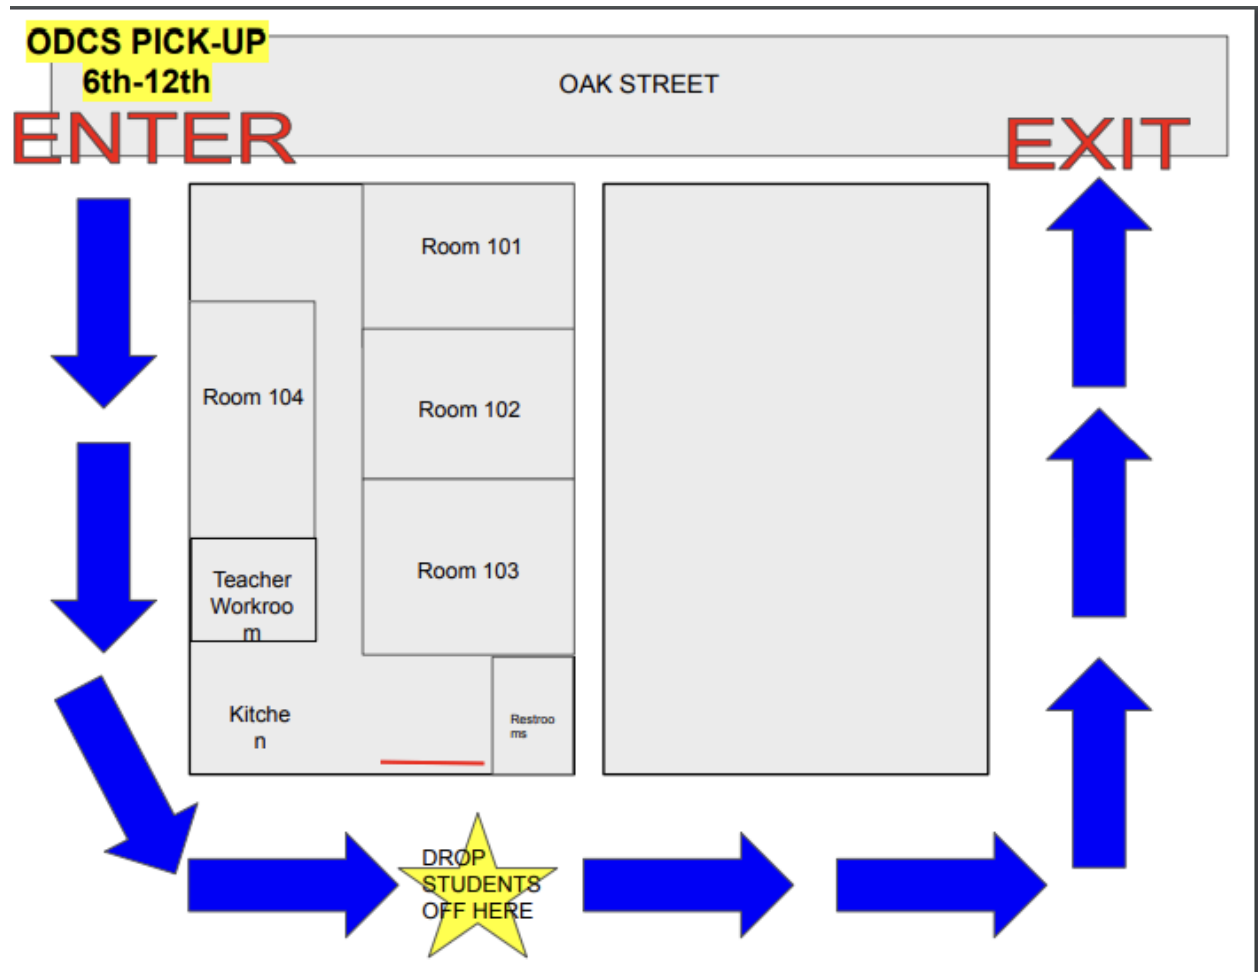 ODCS PICK-UP
6th-12th
OAK STREET
ENTER
EXIT
Room 101
Room 104
Room 102
Room 103
Teacher
Workroo
m
Kitche
n
Restroo
ms
DROP
STUDENTS
OFF HERE